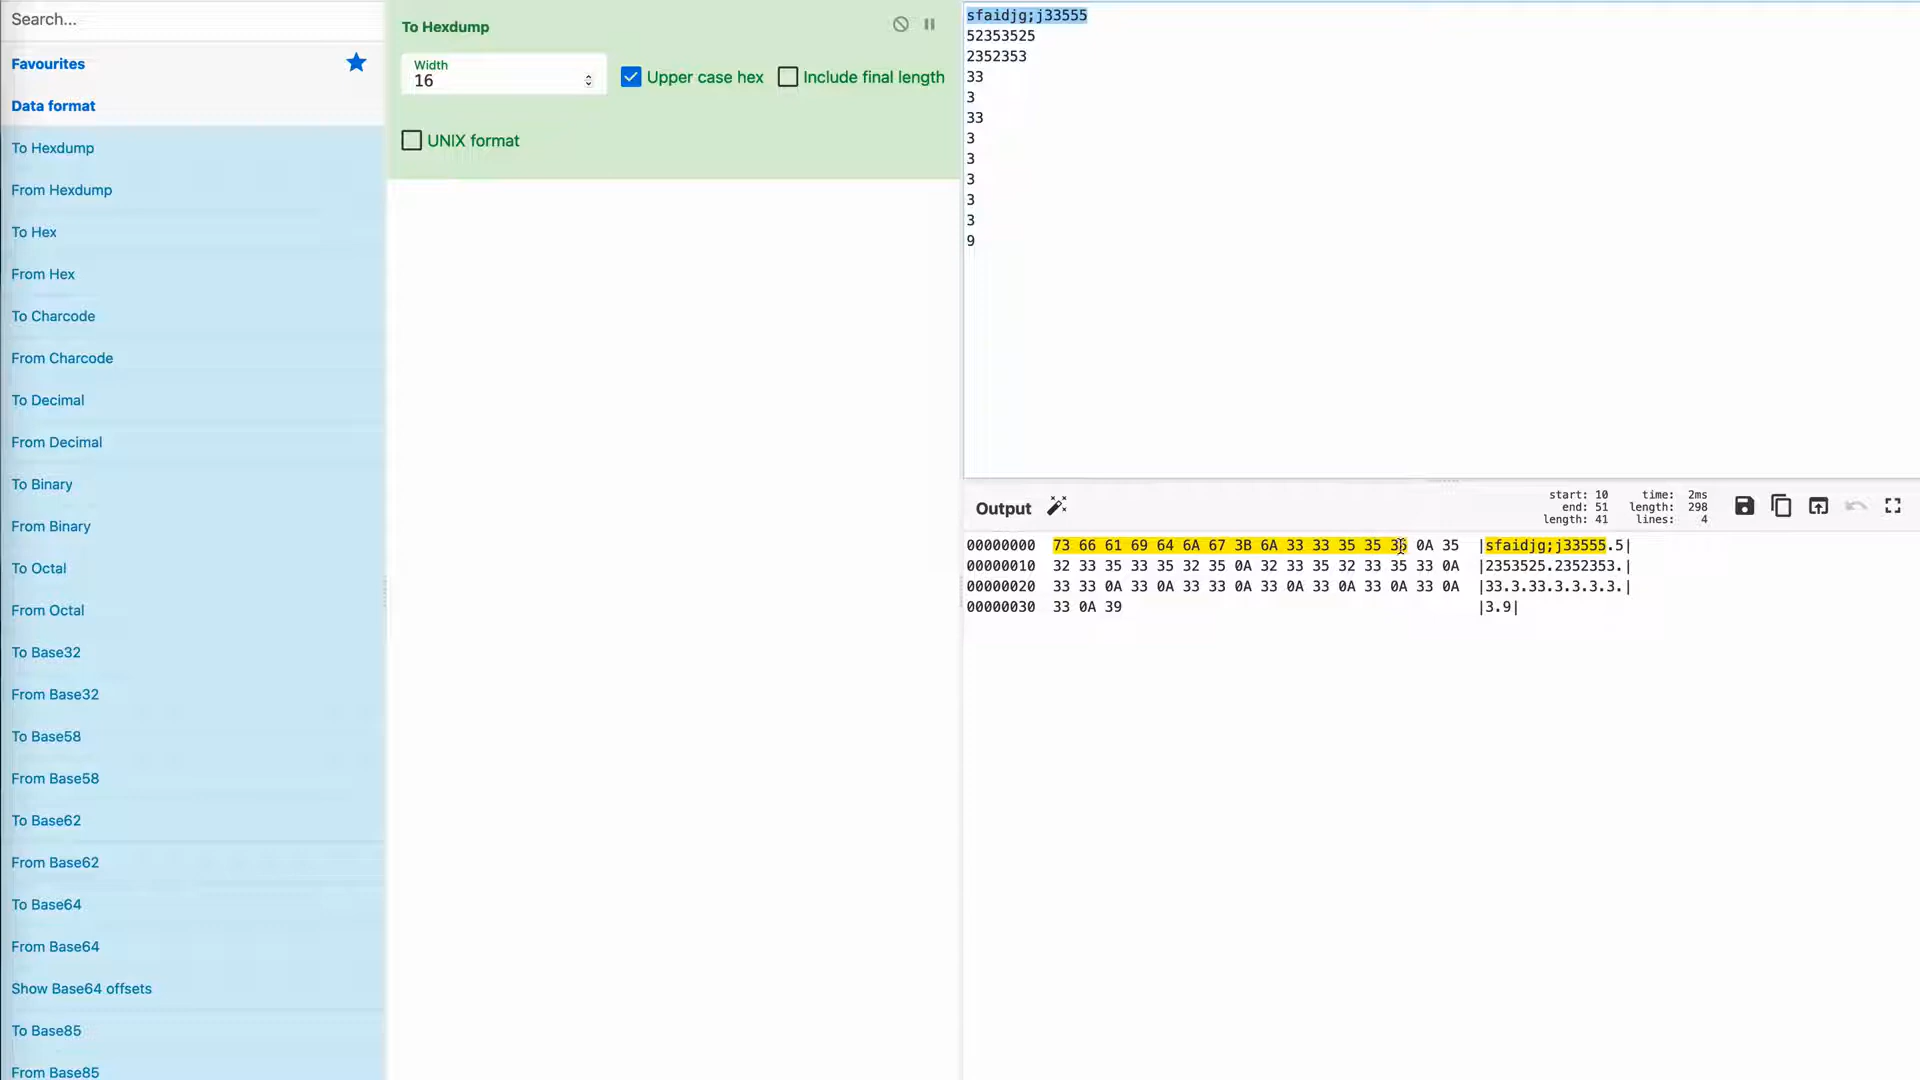 Search...
Favourites
Data format
To Hexdump
From Hexdump
To Hex
From Hex
To Charcode
From Charcode
To Decimal
From Decimal
To Binary
From Binary
To Octal
From Octal
To Base32
From Base32
To Base58
From Base58
To Base62
From Base62
To Base64
From Base64
Show Base64 offsets
To Base85
From Base85
To Hexdump
Width
16
Upper case hex
Include final length
UNIX format
sfaidjg;j33555
52353525
2352353
33
3
33
3
3
3
3
3
9
Output
start: 10 time: 2ms
end: 51 length: 298
length: 41 lines: 4
00000000 73 66 61 69 64 6A 67 3B 6A 33 33 35 35 35 0A 35 |sfaidjg;j33555.5|
00000010 32 33 35 33 35 32 35 0A 32 33 35 32 33 35 33 0A |2353525.2352353.|
00000020 33 33 0A 33 0A 33 33 0A 33 0A 33 0A 33 0A 33 0A |33.3.33.3.3.3.3.|
00000030 33 0A 39 |3.9|